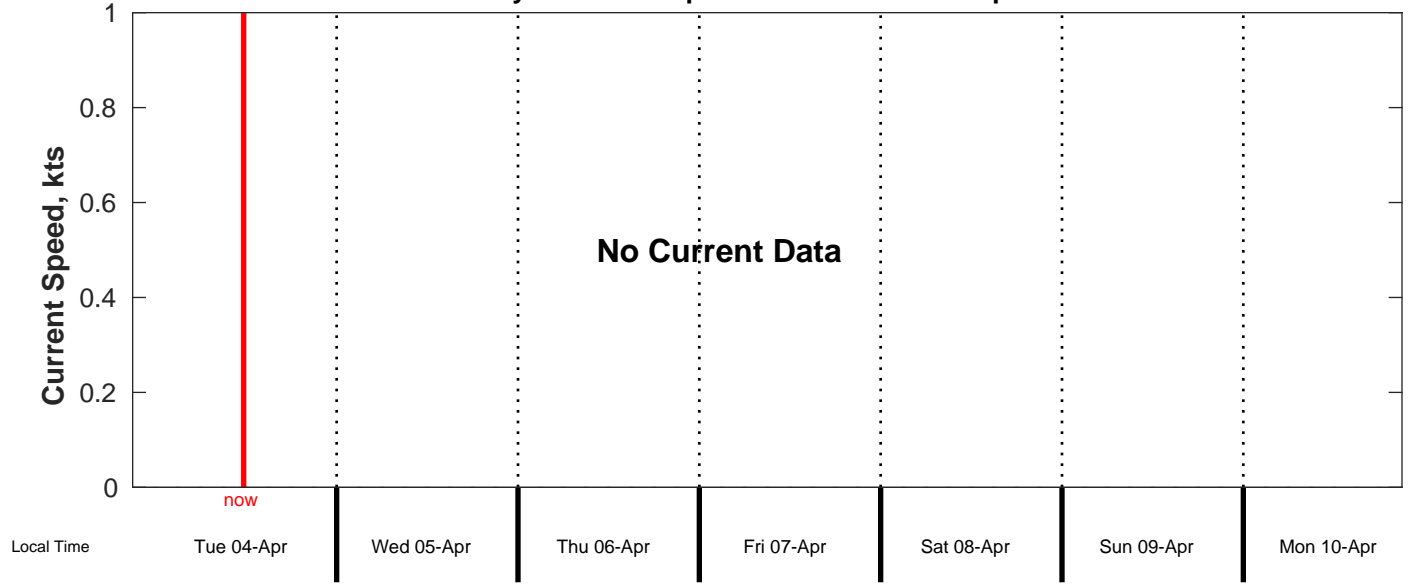 1
0.8
0.6
0.4
0.2
0
Current Speed, kts
No Current Data
now
Local Time Tue 04-Apr Wed 05-Apr Thu 06-Apr Fri 07-Apr Sat 08-Apr Sun 09-Apr Mon 10-Apr